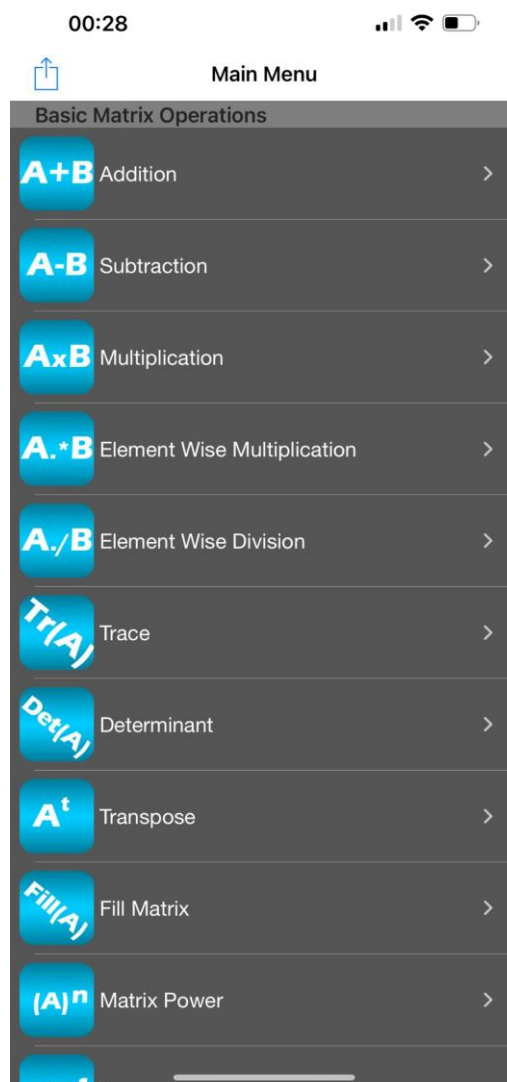 00:28
Main Menu
Basic Matrix Operations
A+B Addition
A-B Subtraction
AxB Multiplication
A.*B Element Wise Multiplication
A./B Element Wise Division
Tr(A) Trace
Det(A) Determinant
Aᵗ Transpose
Fill(A) Fill Matrix
(A)ⁿ Matrix Power